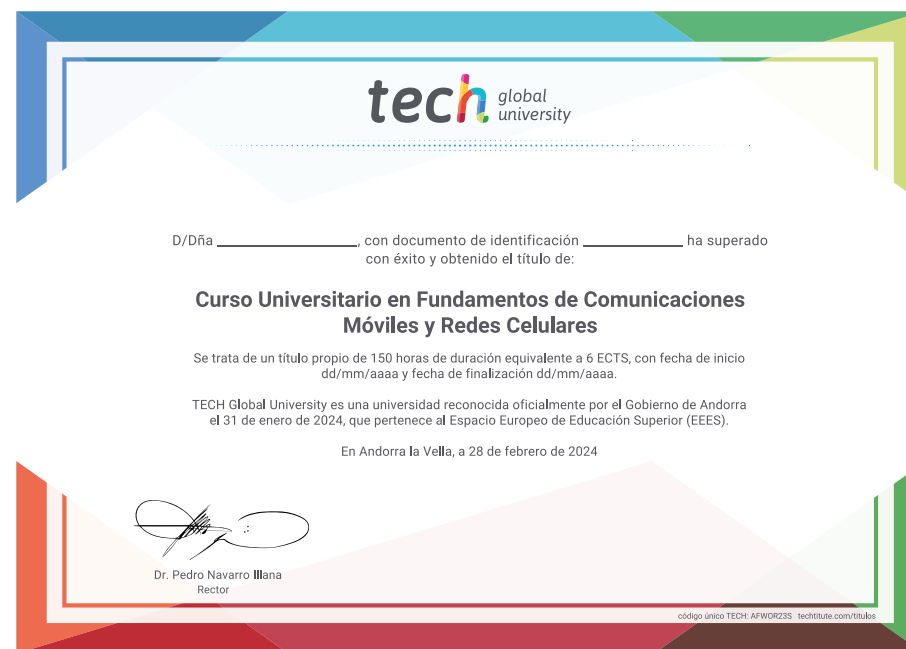 tech global university
D/Dña ____________________, con documento de identificación ______________ ha superado
con éxito y obtenido el título de:
Curso Universitario en Fundamentos de Comunicaciones
Móviles y Redes Celulares
Se trata de un título propio de 150 horas de duración equivalente a 6 ECTS, con fecha de inicio
dd/mm/aaaa y fecha de finalización dd/mm/aaaa.
TECH Global University es una universidad reconocida oficialmente por el Gobierno de Andorra
el 31 de enero de 2024, que pertenece al Espacio Europeo de Educación Superior (EEES).
En Andorra la Vella, a 28 de febrero de 2024
Dr. Pedro Navarro Illana
Rector
código único TECH: AFWOR23S techtitute.com/titulos